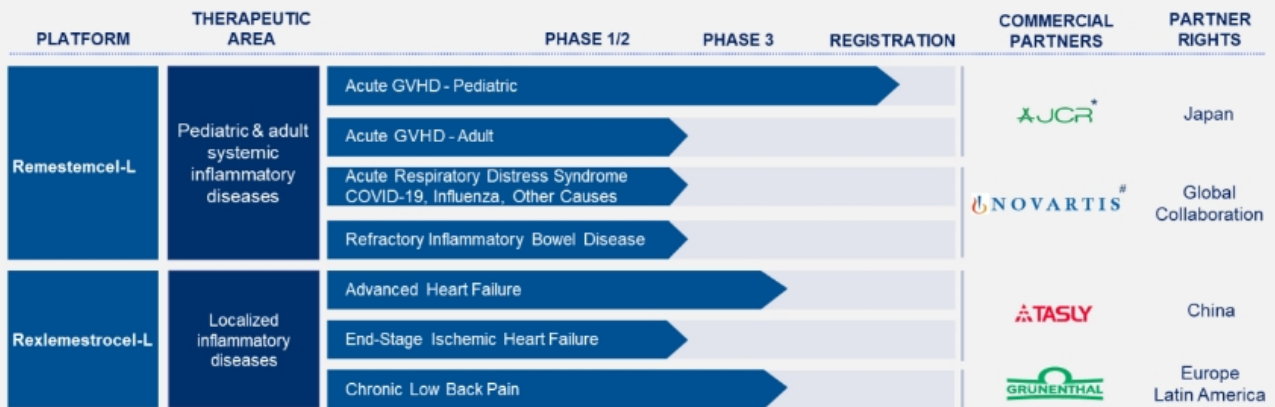 PLATFORM
THERAPEUTIC
AREA
PHASE 1/2
PHASE 3
REGISTRATION
COMMERCIAL
PARTNERS
PARTNER
RIGHTS
Remestemcel-L
Pediatric & adult
systemic
inflammatory
diseases
Acute GVHD - Pediatric
Acute GVHD - Adult
Acute Respiratory Distress Syndrome
COVID-19, Influenza, Other Causes
Refractory Inflammatory Bowel Disease
JCR*
Japan
NOVARTIS#
Global
Collaboration
Rexlemestrocel-L
Localized
inflammatory
diseases
Advanced Heart Failure
End-Stage Ischemic Heart Failure
Chronic Low Back Pain
TASLY
China
GRÜNENTHAL
Europe
Latin America